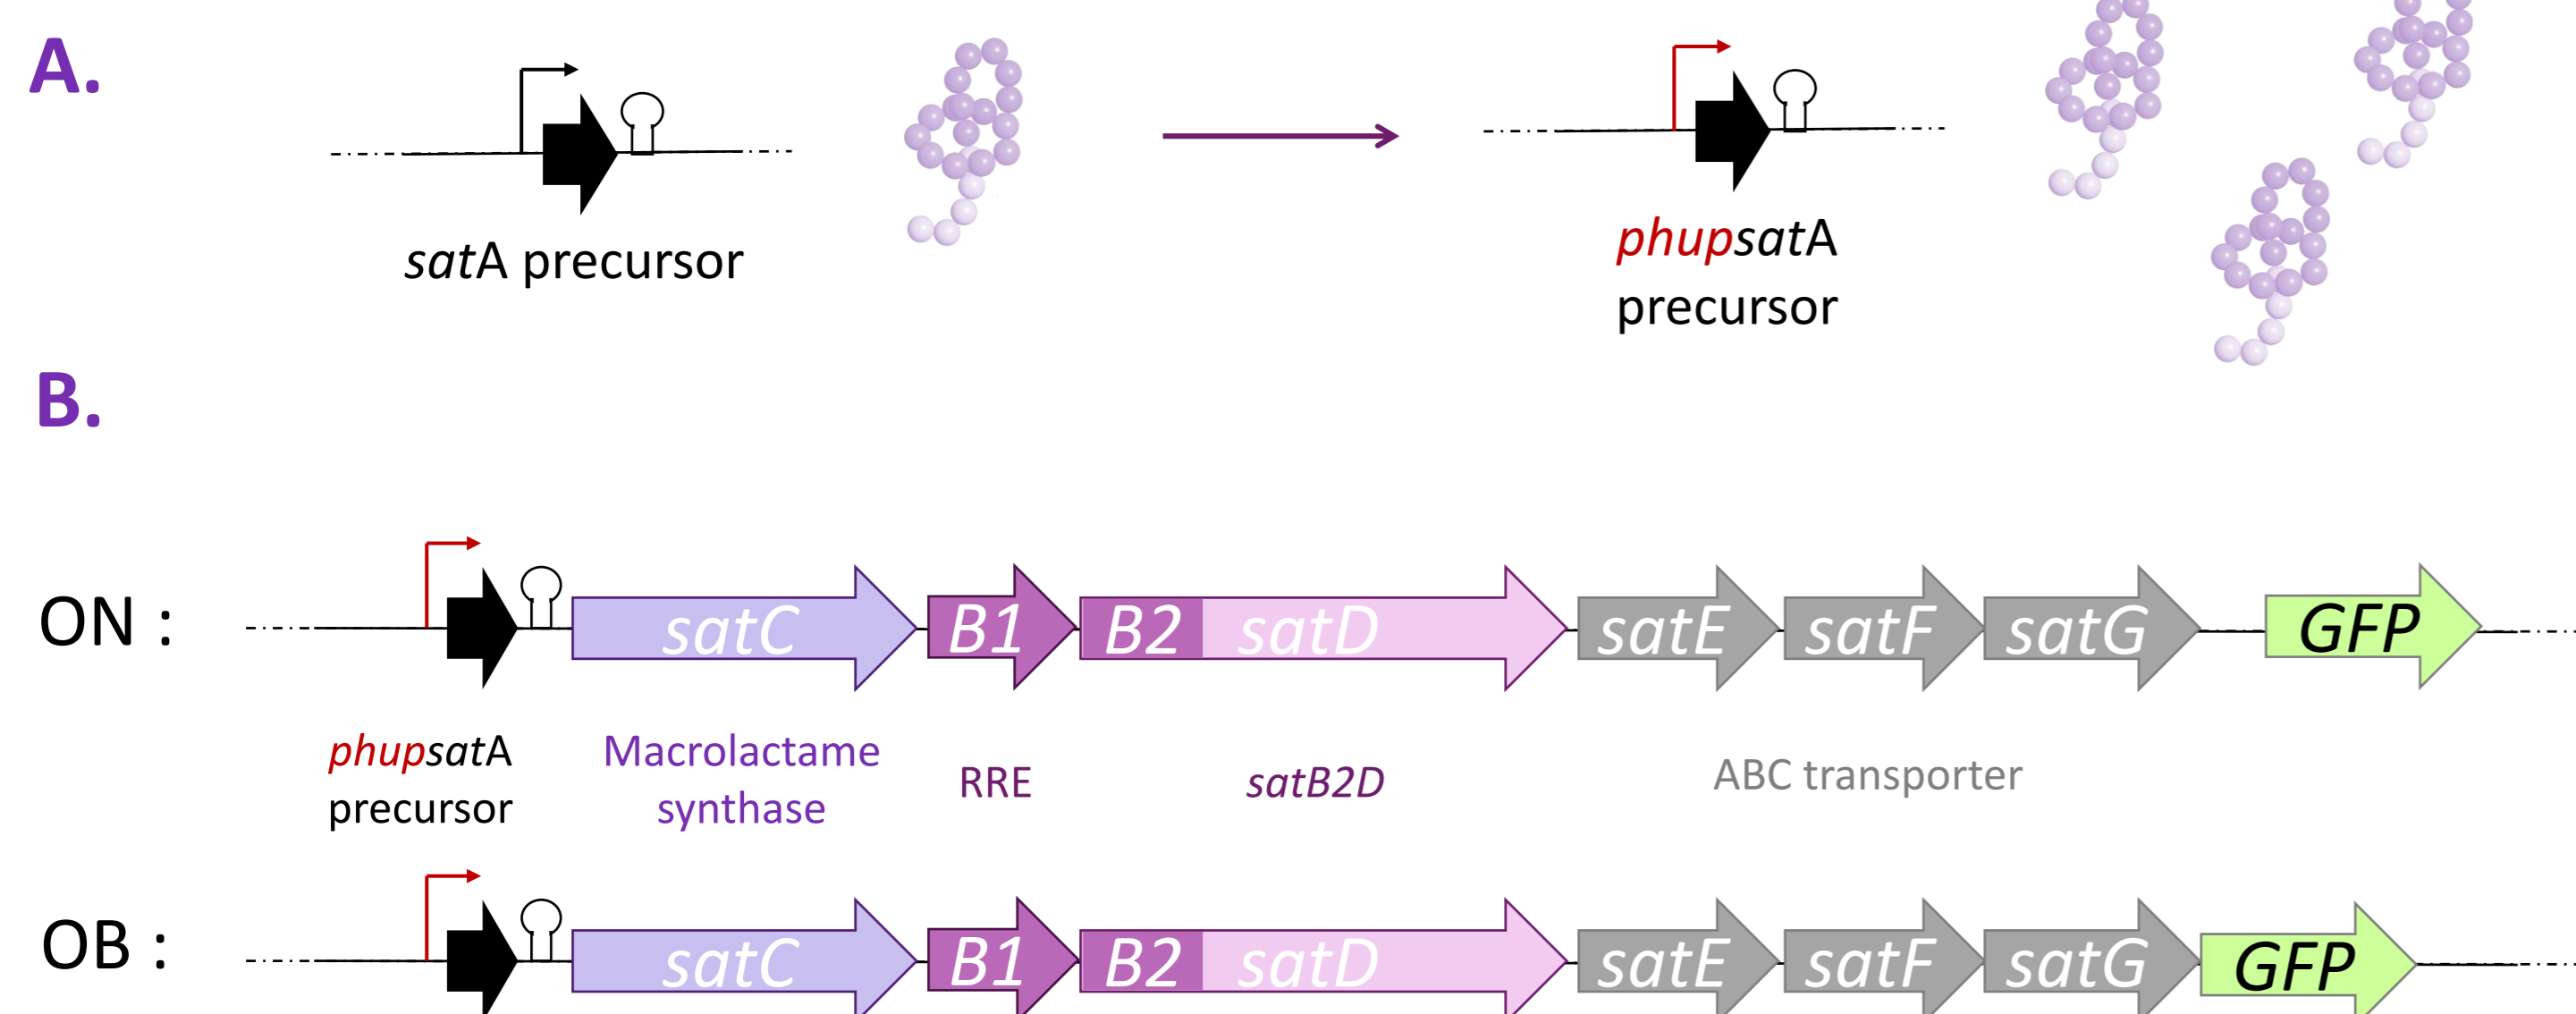 A.
satA precursor
phupsatA
precursor
B.
ON :
satC B1 B2 satD satE satF satG GFP
phupsatA
precursor
Macrolactame
synthase
RRE
satB2D
ABC transporter
OB :
satC B1 B2 satD satE satF satG GFP